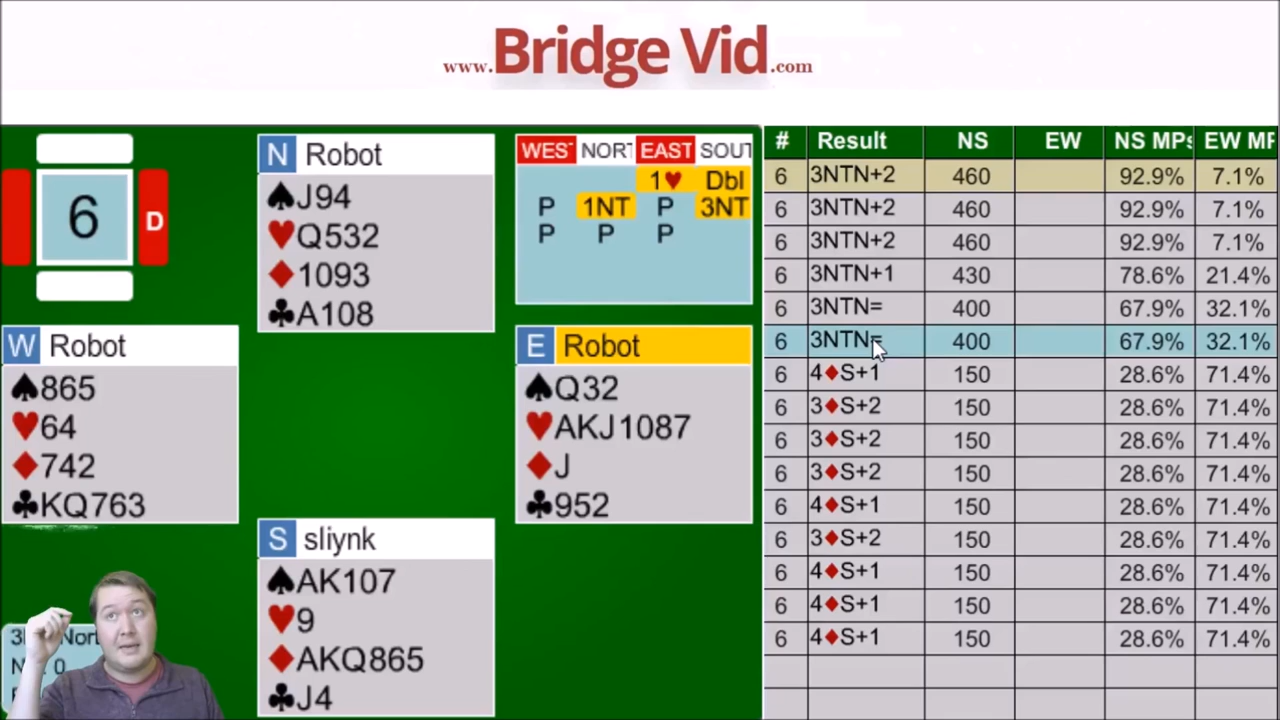 www.Bridge Vid.com
6
D
N Robot
♠J94
♥Q532
♦1093
♣A108
WES NOR EAST SOU
1♥ Dbl
P 1NT P 3NT
P P P
W Robot
♠865
♥64
♦742
♣KQ763
E Robot
♠Q32
♥AKJ1087
♦J
♣952
S sliynk
♠AK107
♥9
♦AKQ865
♣J4
3 Nor
N 0
# Result NS EW NS MPs EW MP
6 3NTN+2 460 92.9% 7.1%
6 3NTN+2 460 92.9% 7.1%
6 3NTN+2 460 92.9% 7.1%
6 3NTN+1 430 78.6% 21.4%
6 3NTN= 400 67.9% 32.1%
6 3NTN= 400 67.9% 32.1%
6 4♦S+1 150 28.6% 71.4%
6 3♦S+2 150 28.6% 71.4%
6 3♦S+2 150 28.6% 71.4%
6 3♦S+2 150 28.6% 71.4%
6 4♦S+1 150 28.6% 71.4%
6 3♦S+2 150 28.6% 71.4%
6 4♦S+1 150 28.6% 71.4%
6 4♦S+1 150 28.6% 71.4%
6 4♦S+1 150 28.6% 71.4%